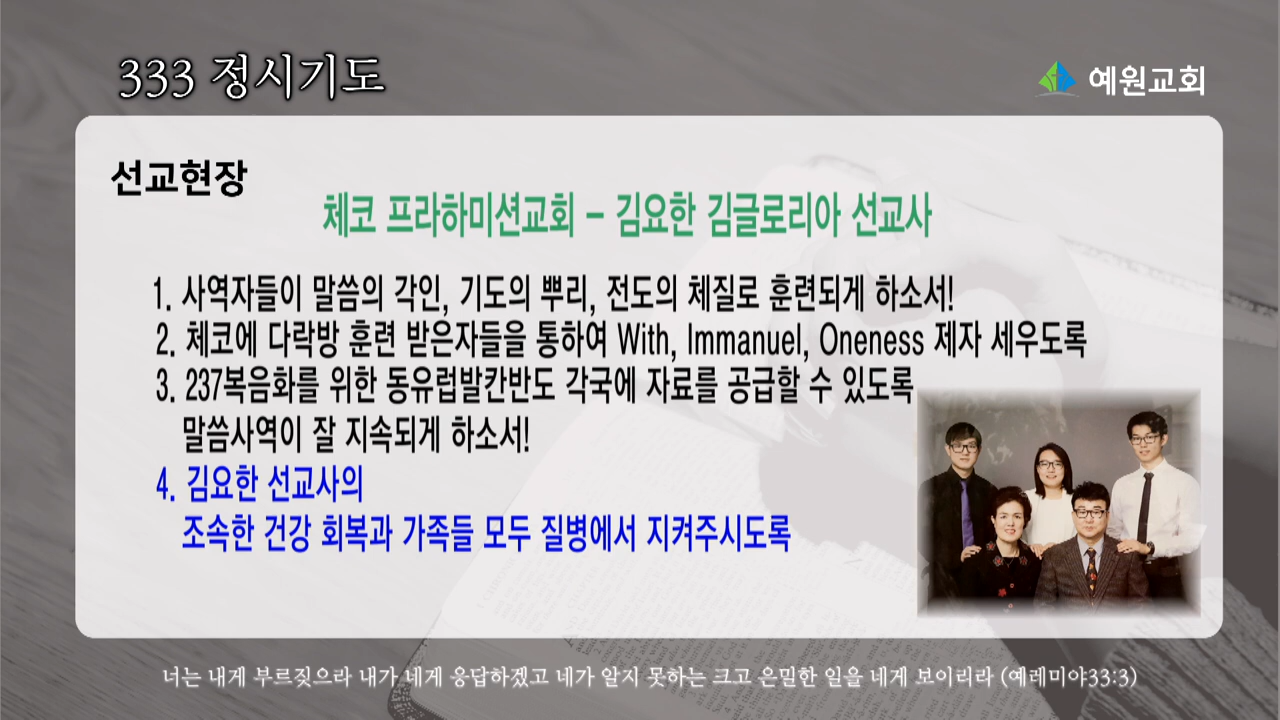 333 정시기도
예원교회
선교현장
체코 프라하미션교회 - 김요한 김글로리아 선교사
1. 사역자들이 말씀의 각인, 기도의 뿌리, 전도의 체질로 훈련되게 하소서!
2. 체코에 다락방 훈련 받은자들을 통하여 With, Immanuel, Oneness 제자 세우도록
3. 237복음화를 위한 동유럽발칸반도 각국에 자료를 공급할 수 있도록
말씀사역이 잘 지속되게 하소서!
4. 김요한 선교사의
조속한 건강 회복과 가족들 모두 질병에서 지켜주시도록
너는 내게 부르짖으라 내가 네게 응답하겠고 네가 알지 못하는 크고 은밀한 일을 네게 보이리라 (예레미야33:3)